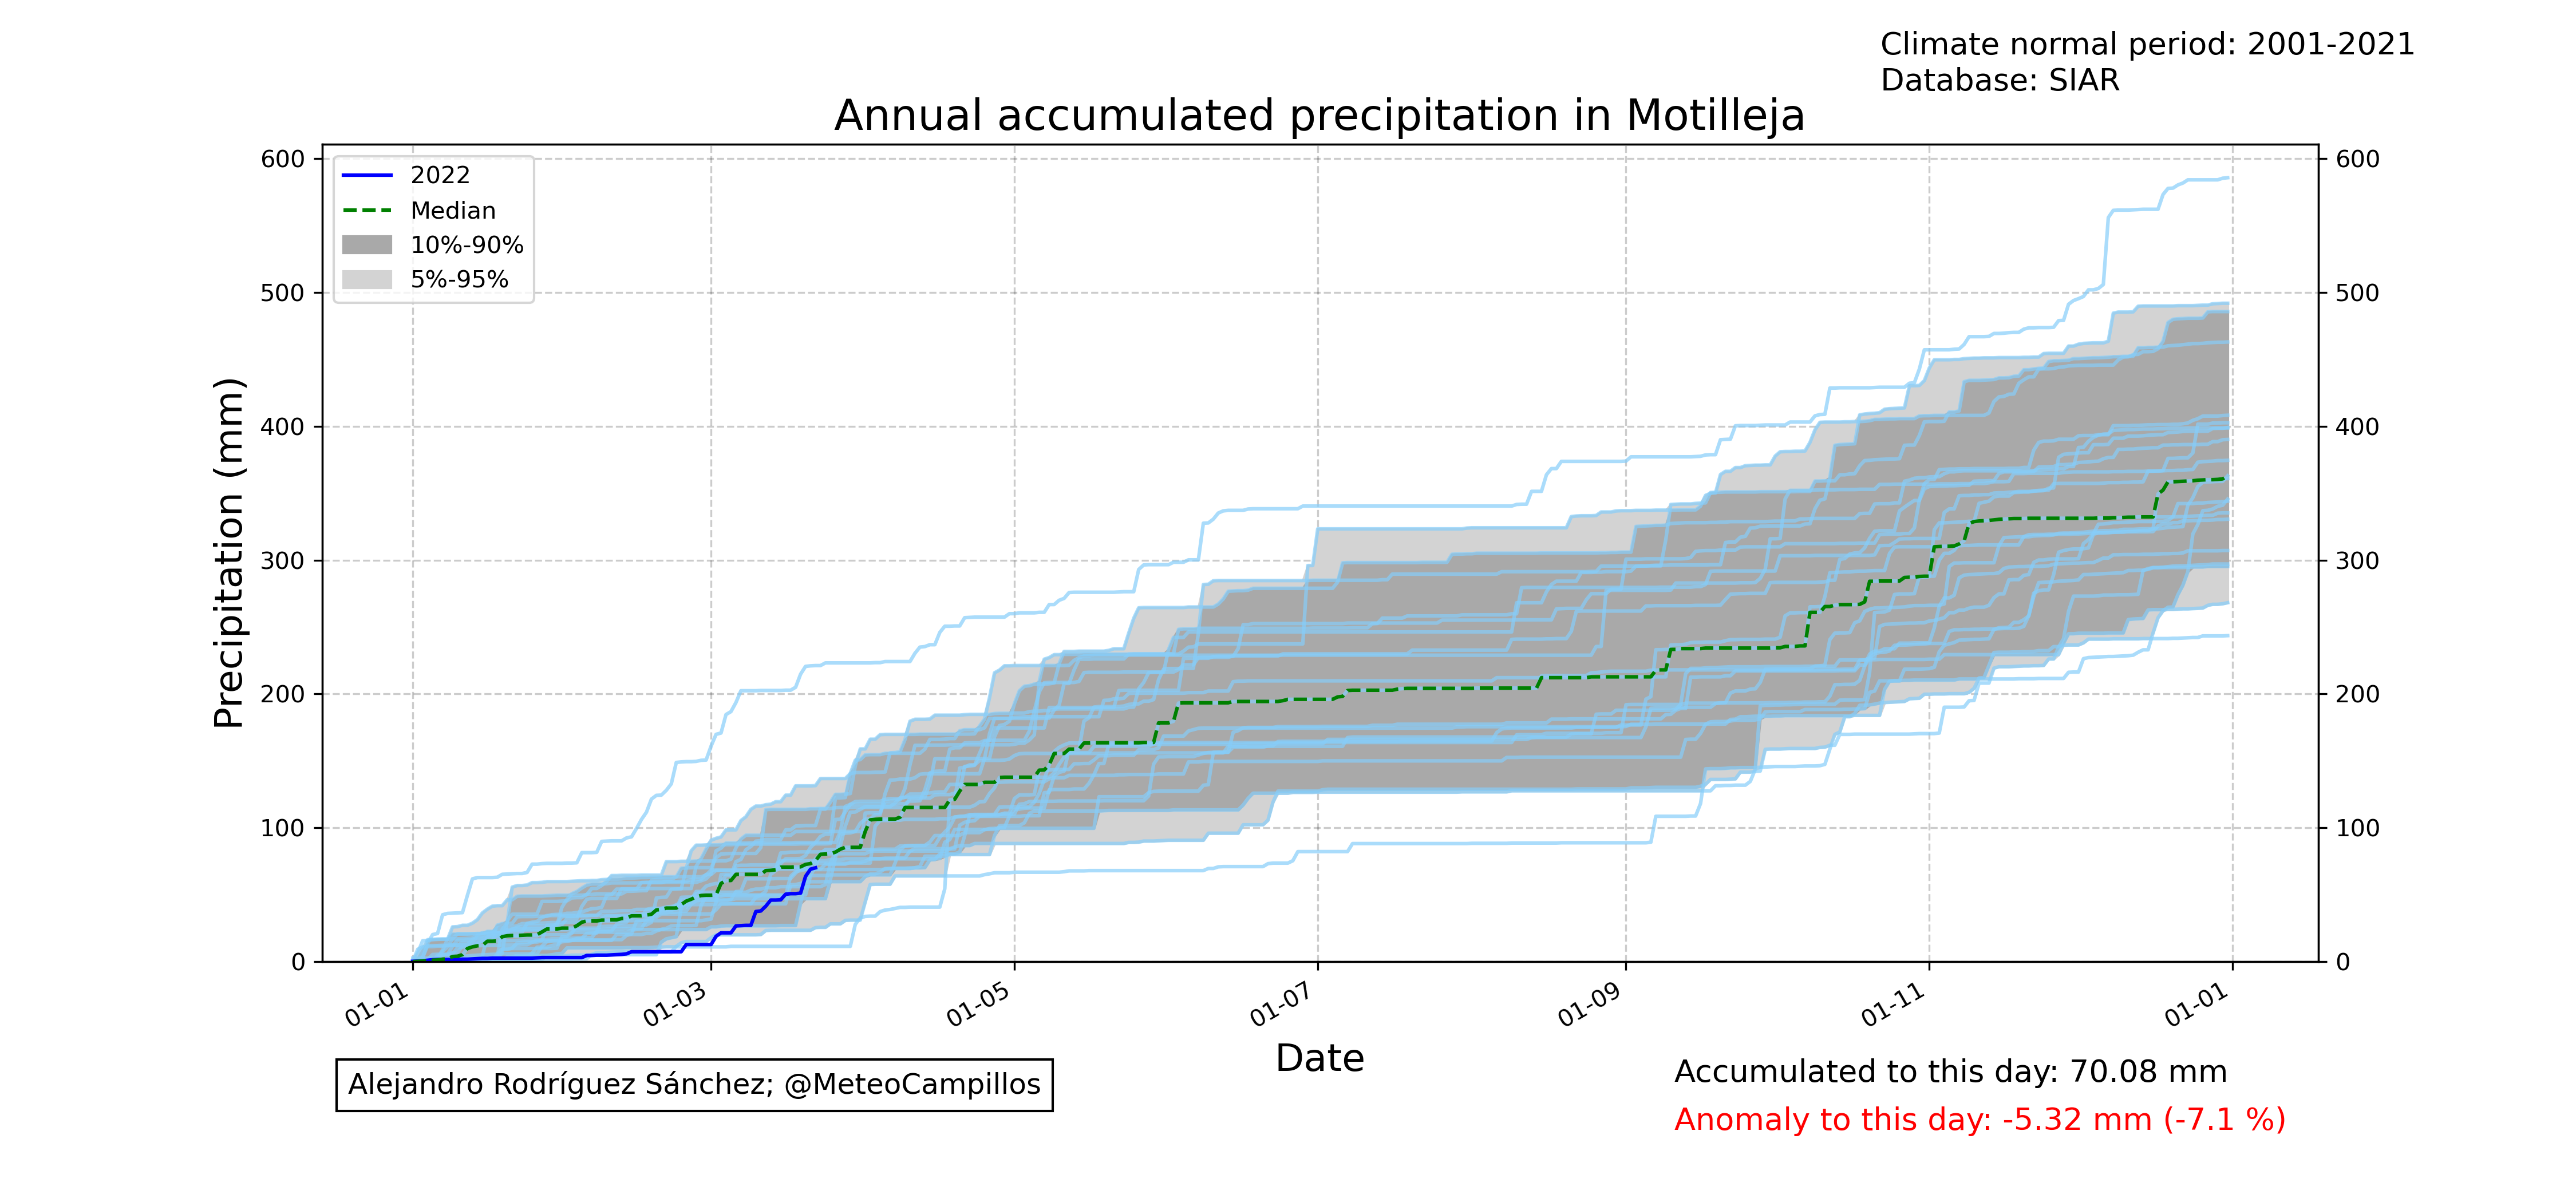 Climate normal period: 2001-2021
Database: SIAR
Annual accumulated precipitation in Motilleja
2022
Median
10%-90%
5%-95%
Precipitation (mm)
600
500
400
300
200
100
0
600
500
400
300
200
100
0
01-01
01-03
01-05
01-07
01-09
01-11
01-01
Date
Alejandro Rodríguez Sánchez; @MeteoCampillos
Accumulated to this day: 70.08 mm
Anomaly to this day: -5.32 mm (-7.1 %)